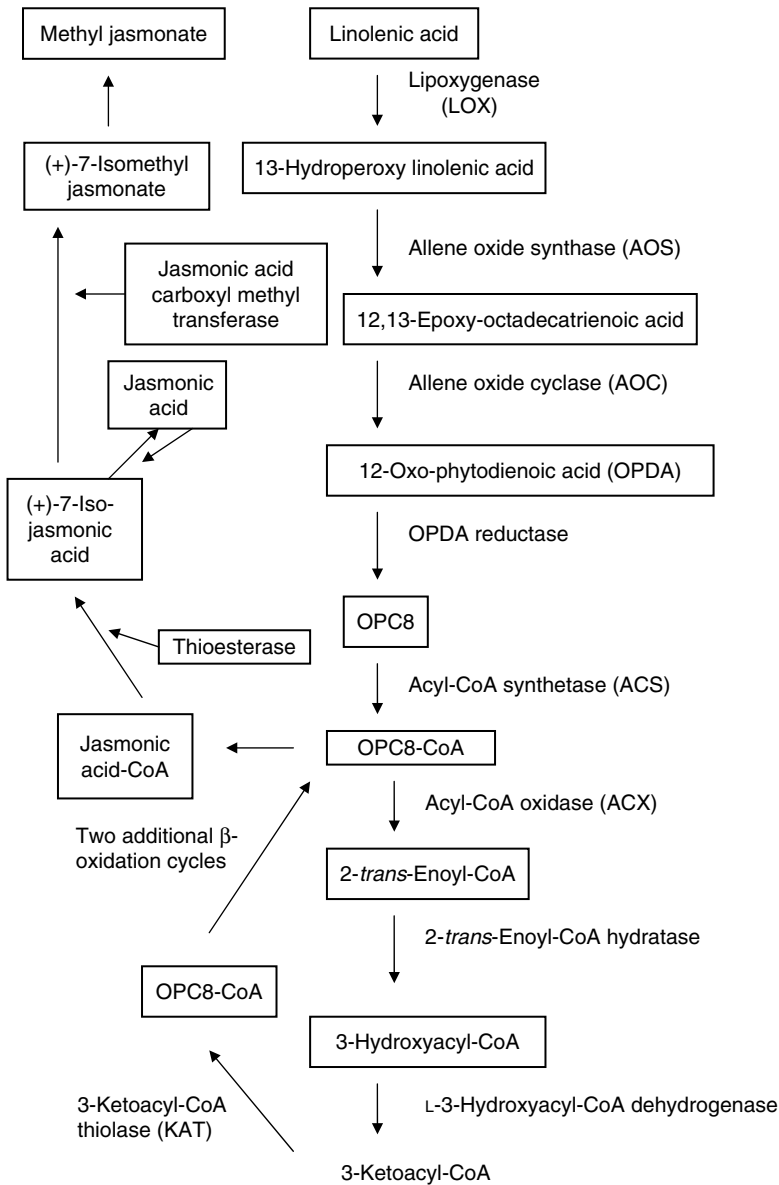 Methyl jasmonate
Linolenic acid
Lipoxygenase
(LOX)
(+)-7-Isomethyl
jasmonate
13-Hydroperoxy linolenic acid
Allene oxide synthase (AOS)
Jasmonic acid
carboxyl methyl
transferase
12,13-Epoxy-octadecatrienoic acid
Jasmonic
acid
Allene oxide cyclase (AOC)
12-Oxo-phytodienoic acid (OPDA)
(+)-7-Iso-
jasmonic
acid
OPDA reductase
OPC8
Thioesterase
Acyl-CoA synthetase (ACS)
Jasmonic
acid-CoA
OPC8-CoA
Acyl-CoA oxidase (ACX)
Two additional β-
oxidation cycles
2-trans-Enoyl-CoA
2-trans-Enoyl-CoA hydratase
OPC8-CoA
3-Hydroxyacyl-CoA
3-Ketoacyl-CoA
thiolase (KAT)
L-3-Hydroxyacyl-CoA dehydrogenase
3-Ketoacyl-CoA